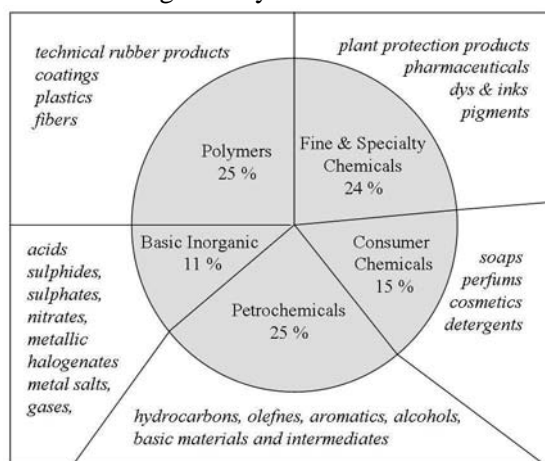 technical rubber products
coatings
plastics
fibers
plant protection products
pharmaceuticals
dys & inks
pigments
Polymers
25 %
Fine & Specialty
Chemicals
24 %
Basic Inorganic
11 %
Consumer
Chemicals
15 %
Petrochemicals
25 %
acids
sulphides,
sulphates,
nitrates,
metallic
halogenates
metal salts,
gases,
soaps
perfums
cosmetics
detergents
hydrocarbons, olefnes, aromatics, alcohols,
basic materials and intermediates